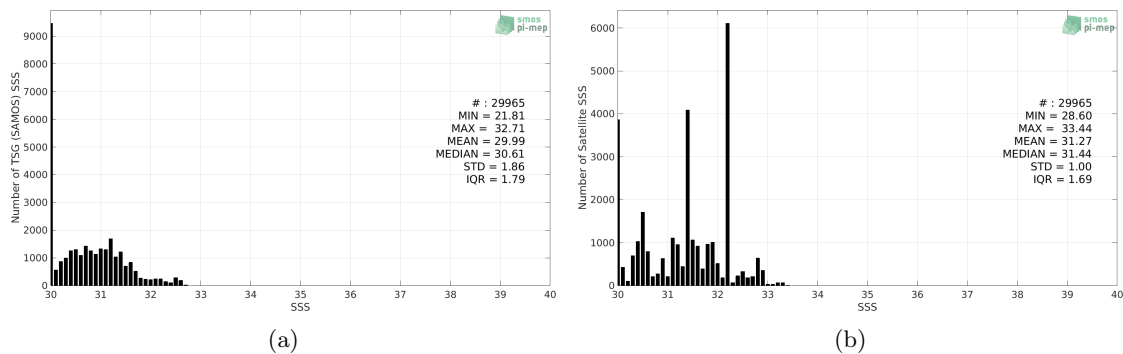 smos
pi-mep
Number of TSG (SAMOS) SSS
9000
8000
7000
6000
5000
4000
3000
2000
1000
0
# : 29965
MIN = 21.81
MAX = 32.71
MEAN = 29.99
MEDIAN = 30.61
STD = 1.86
IQR = 1.79
30 31 32 33 34 35 36 37 38 39 40
SSS
(a)
smos
pi-mep
Number of Satellite SSS
6000
5000
4000
3000
2000
1000
0
# : 29965
MIN = 28.60
MAX = 33.44
MEAN = 31.27
MEDIAN = 31.44
STD = 1.00
IQR = 1.69
30 31 32 33 34 35 36 37 38 39 40
SSS
(b)